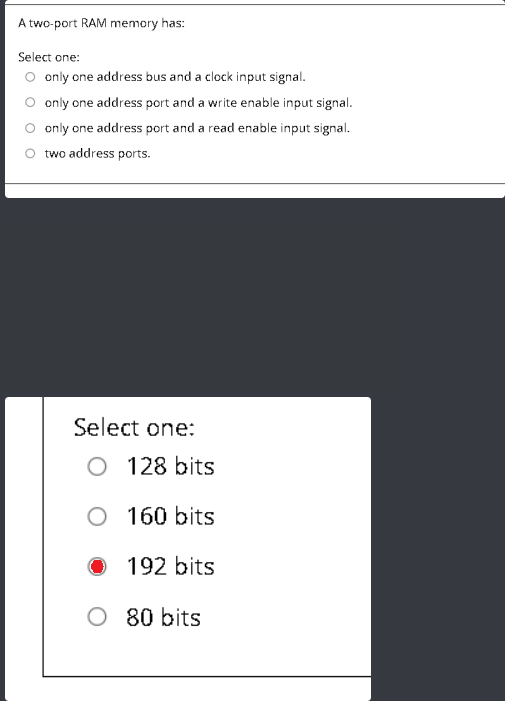 A two-port RAM memory has:
Select one:
only one address bus and a clock input signal.
only one address port and a write enable input signal.
only one address port and a read enable input signal.
two address ports.
Select one:
128 bits
160 bits
192 bits
80 bits